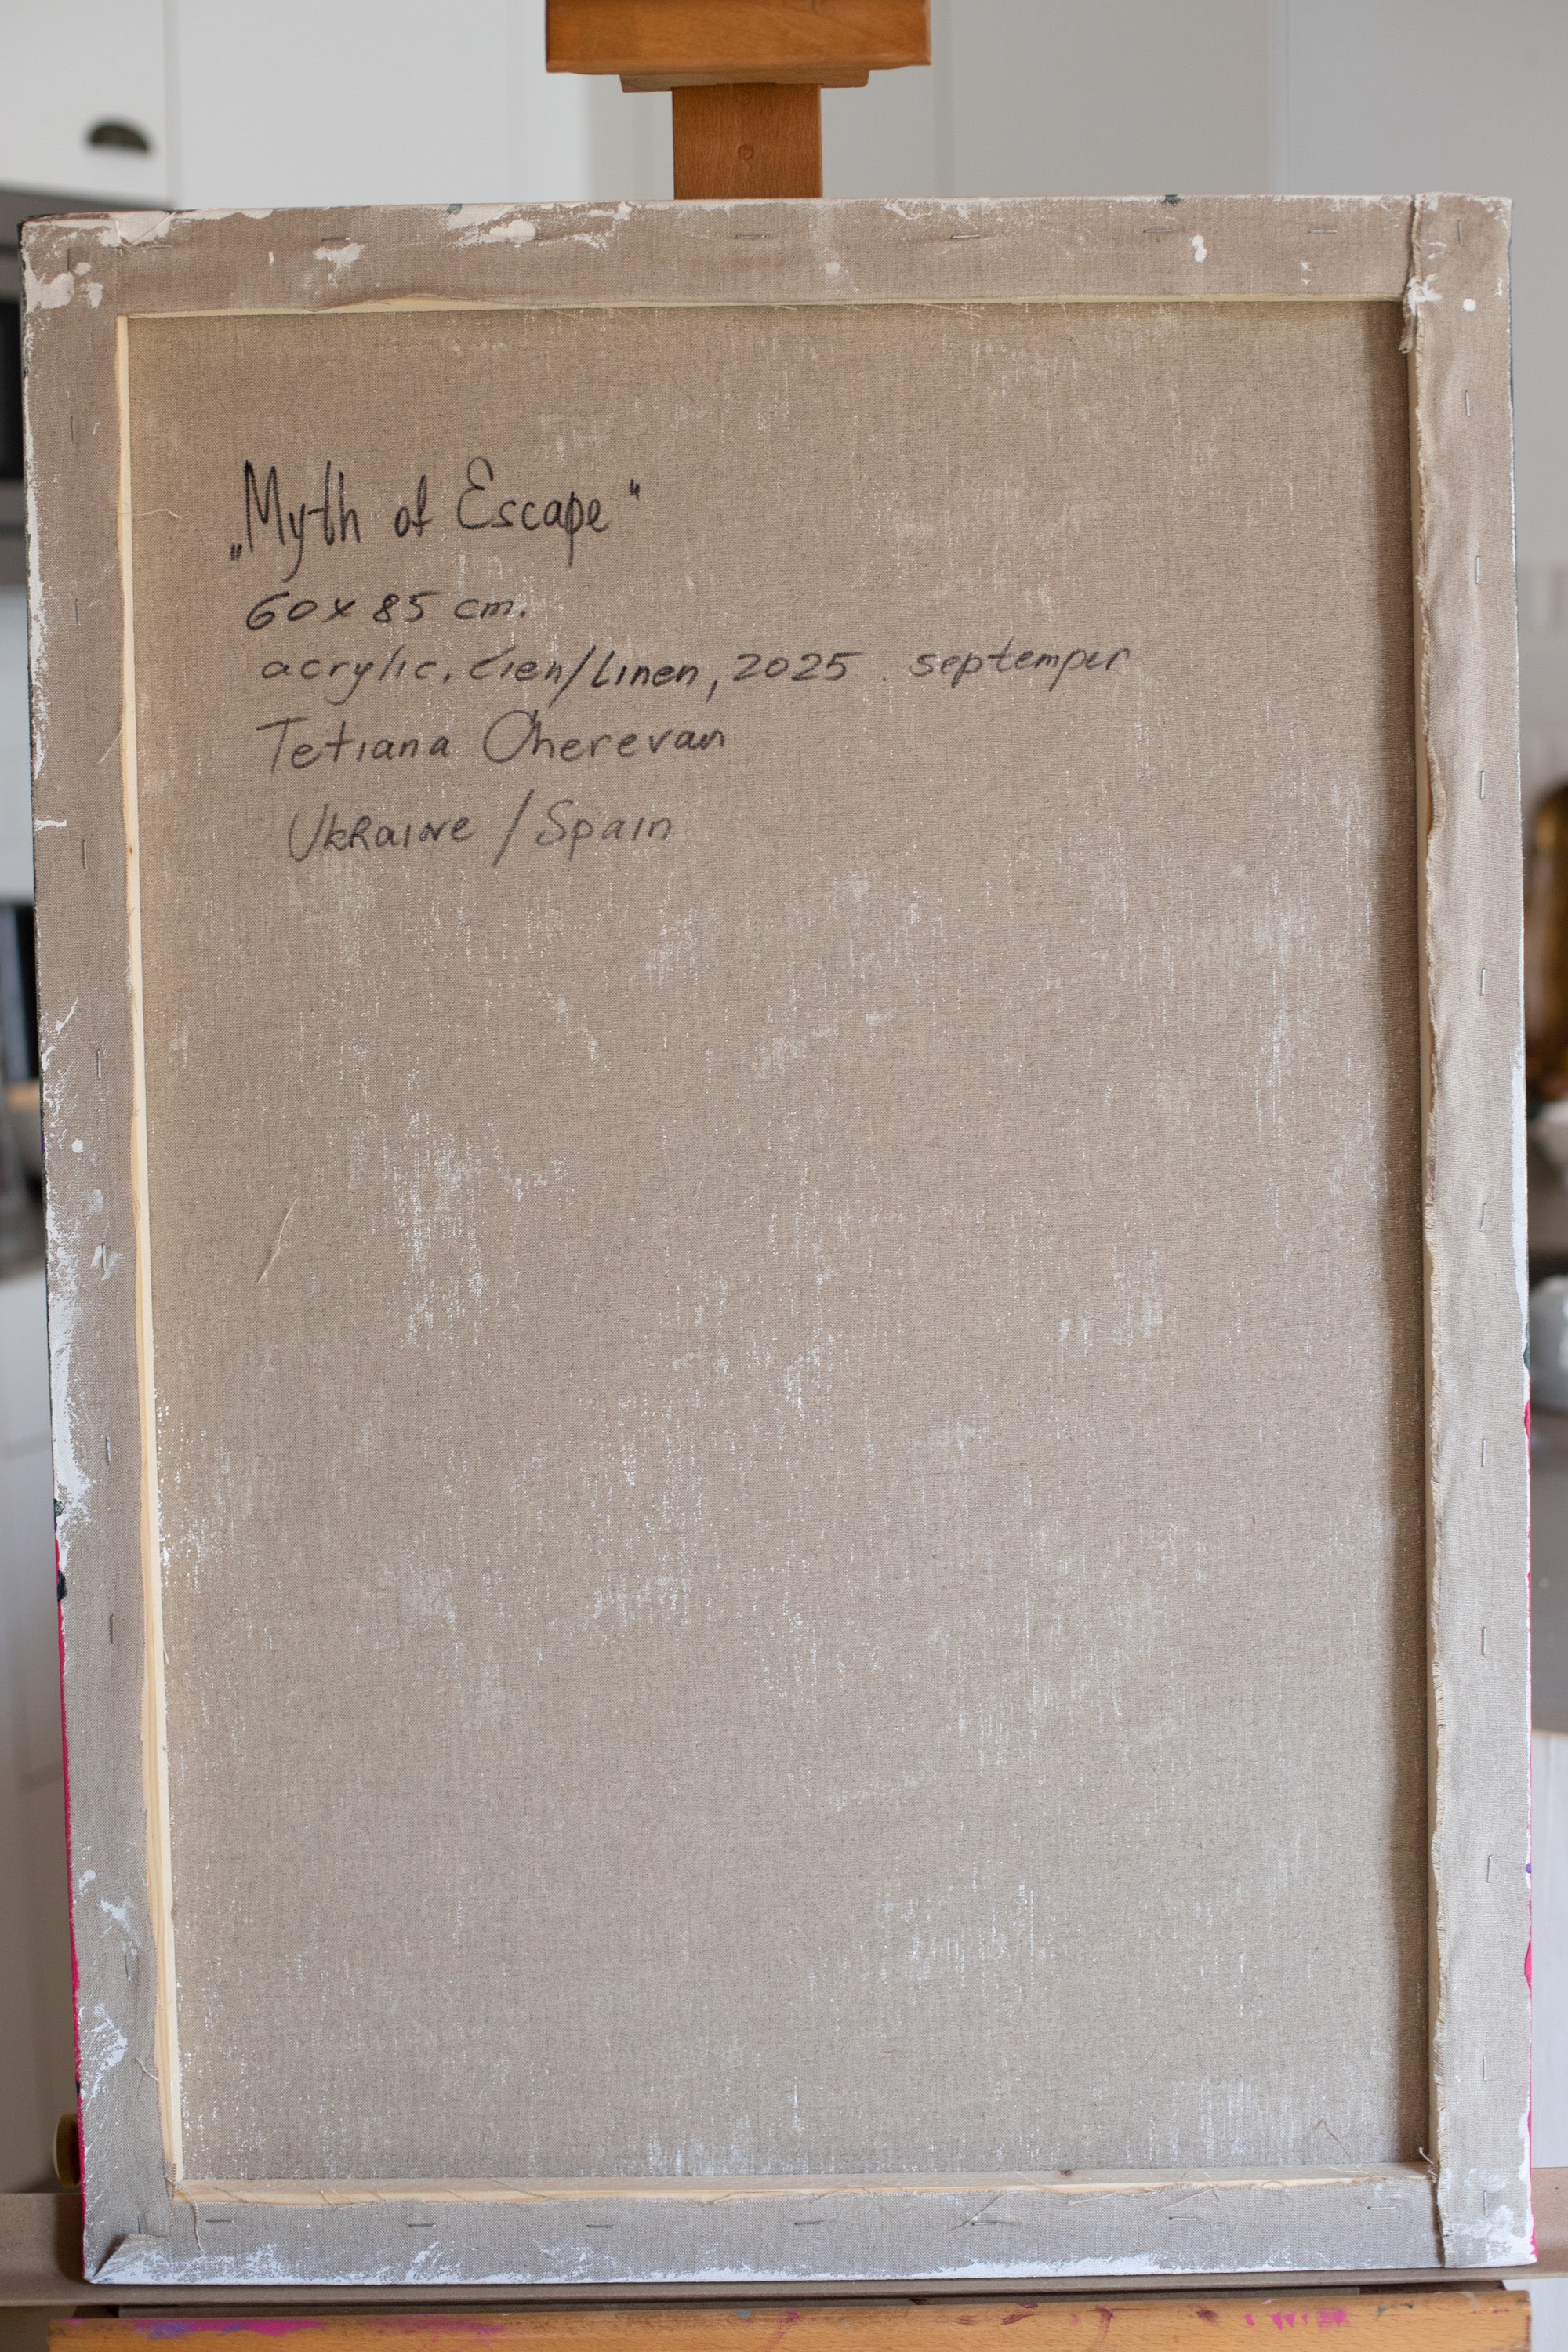 „Myth of Escape"
60x85 cm.
acrylic, lien/linen, 2025. septemper
Tetiana Cherevan
Ukraine / Spain